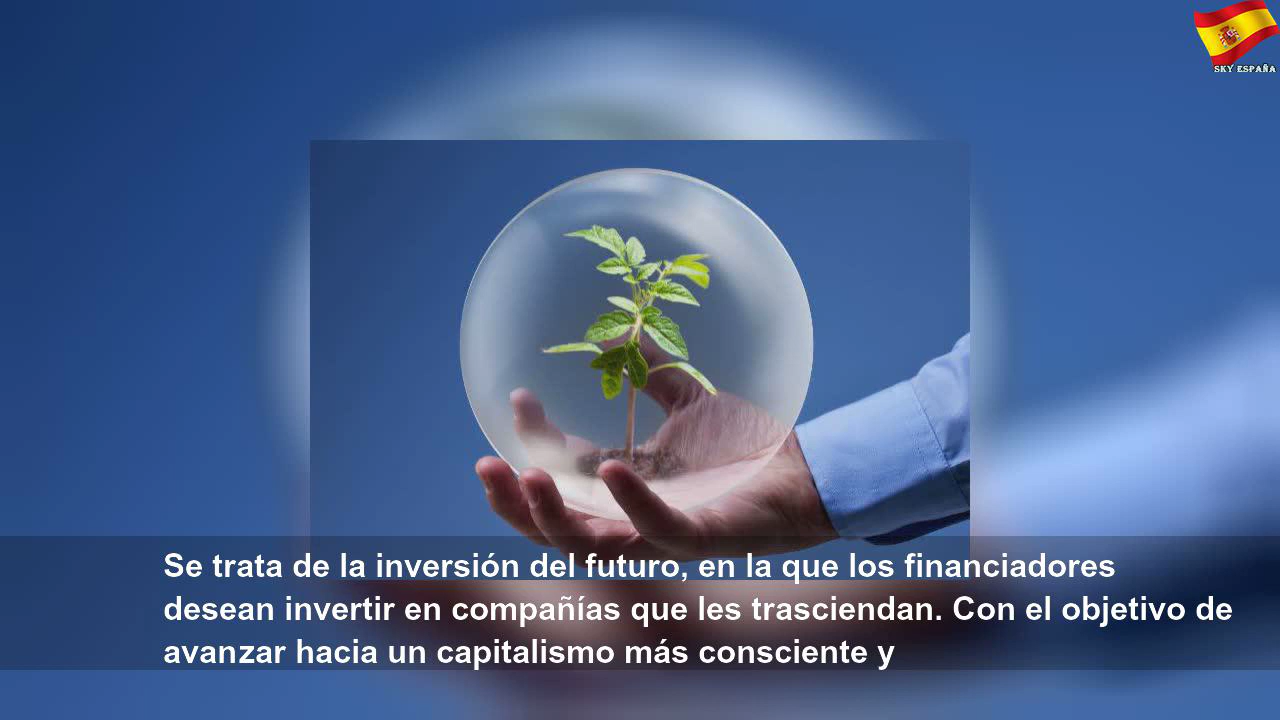 SKY ESPAÑA
Se trata de la inversión del futuro, en la que los financiadores
desean invertir en compañías que les trasciendan. Con el objetivo de
avanzar hacia un capitalismo más consciente y